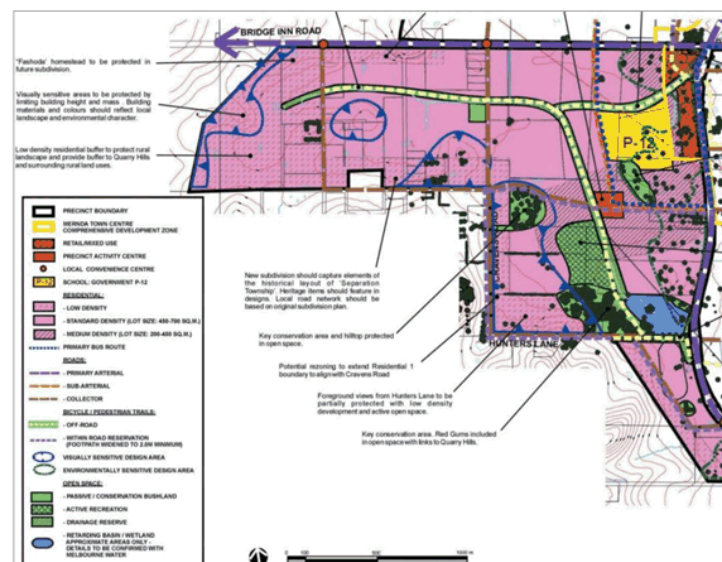 BRIDGE INN ROAD
'Fashoda' homestead to be protected in
future subdivision.
Visually sensitive areas to be protected by
limiting building height and mass . Building
materials and colours should reflect local
landscape and environmental character.
Low density residential buffer to protect rural
landscape and provide buffer to Quarry Hills
and surrounding rural land uses.
P-12
PRECINCT BOUNDARY
MERNDA TOWN CENTRE
COMPREHENSIVE DEVELOPMENT ZONE
RETAIL/MIXED USE
PRECINCT ACTIVITY CENTRE
LOCAL CONVENIENCE CENTRE
P-12 SCHOOL: GOVERNMENT P-12
RESIDENTIAL:
- LOW DENSITY
- STANDARD DENSITY (LOT SIZE: 450-700 SQ.M.)
- MEDIUM DENSITY (LOT SIZE: 200-450 SQ.M.)
PRIMARY BUS ROUTE
ROADS:
- PRIMARY ARTERIAL
- SUB-ARTERIAL
- COLLECTOR
BICYCLE / PEDESTRIAN TRAILS:
- OFF-ROAD
- WITHIN ROAD RESERVATION
(FOOTPATH WIDENED TO 2.0M MINIMUM)
VISUALLY SENSITIVE DESIGN AREA
ENVIRONMENTALLY SENSITIVE DESIGN AREA
OPEN SPACE:
- PASSIVE / CONSERVATION BUSHLAND
- ACTIVE RECREATION
- DRAINAGE RESERVE
- RETARDING BASIN / WETLAND
APPROXIMATE AREAS ONLY -
DETAILS TO BE CONFIRMED WITH
MELBOURNE WATER
New subdivision should capture elements of
the historical layout of 'Separation
Township'. Heritage items should feature in
designs. Local road network should be
based on original subdivision plan.
Key conservation area and hilltop protected
in open space.
HUNTERS LANE
Potential rezoning to extend Residential 1
boundary to align with Cravens Road
Foreground views from Hunters Lane to be
partially protected with low density
development and active open space.
Key conservation area. Red Gums included
in open space with links to Quarry Hills.
0 100 500 1000 m